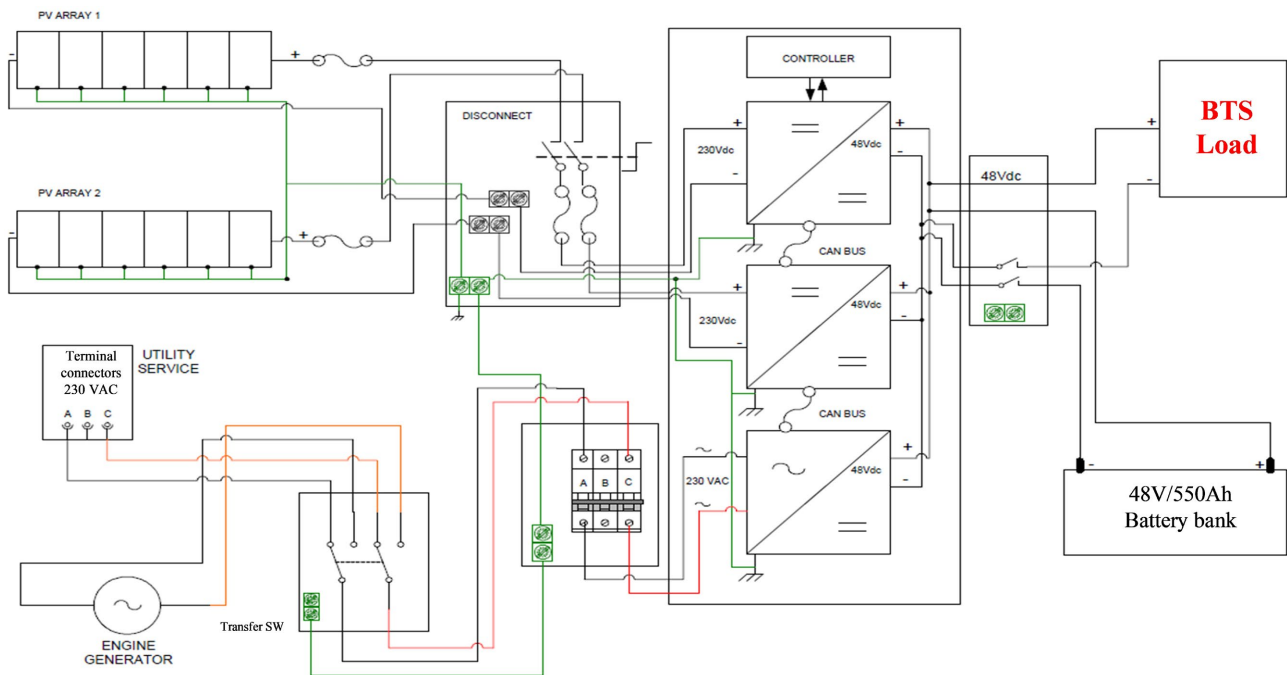 PV ARRAY 1
-
+
CONTROLLER
DISCONNECT
+
230Vdc
-
48Vdc
+
-
BTS
Load
+
-
48Vdc
PV ARRAY 2
-
+
CAN BUS
+
230Vdc
-
48Vdc
+
-
Terminal
connectors
230 VAC
A B C
UTILITY
SERVICE
CAN BUS
A B C
~
230 VAC
~
~
48Vdc
+
-
-
+
48V/550Ah
Battery bank
~
ENGINE
GENERATOR
Transfer SW